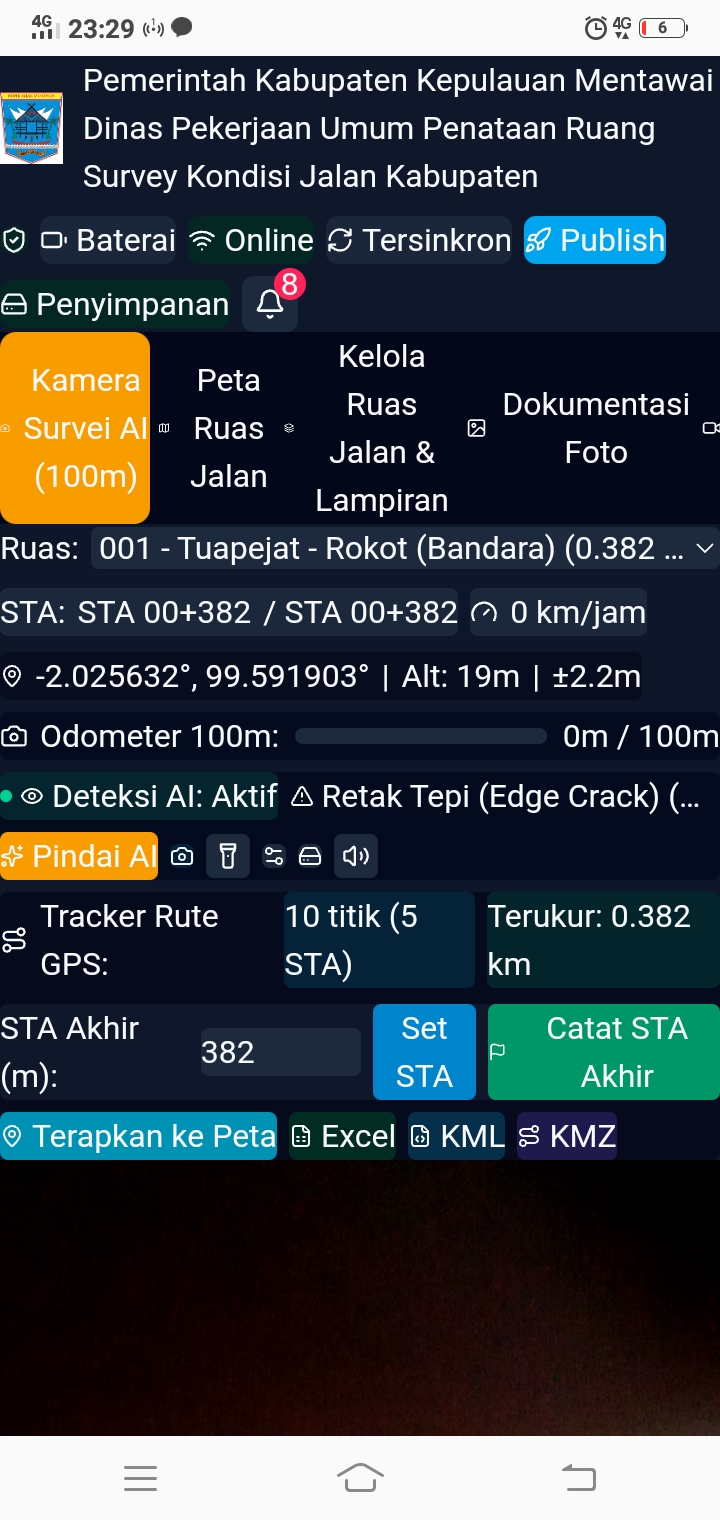 4G 23:29 4G 6
Pemerintah Kabupaten Kepulauan Mentawai
Dinas Pekerjaan Umum Penataan Ruang
Survey Kondisi Jalan Kabupaten
Baterai Online Tersinkron Publish
Penyimpanan 8
Kamera
Survei AI
(100m)
Peta
Ruas
Jalan
Kelola
Ruas
Jalan &
Lampiran
Dokumentasi
Foto
Ruas: 001 - Tuapejat - Rokot (Bandara) (0.382 ...
STA: STA 00+382 / STA 00+382 0 km/jam
-2.025632°, 99.591903° | Alt: 19m | ±2.2m
Odometer 100m: 0m / 100m
Deteksi AI: Aktif Retak Tepi (Edge Crack) (...
Pindai AI
Tracker Rute
GPS:
10 titik (5
STA)
Terukur: 0.382
km
STA Akhir
(m):
382
Set
STA
Catat STA
Akhir
Terapkan ke Peta Excel KML KMZ